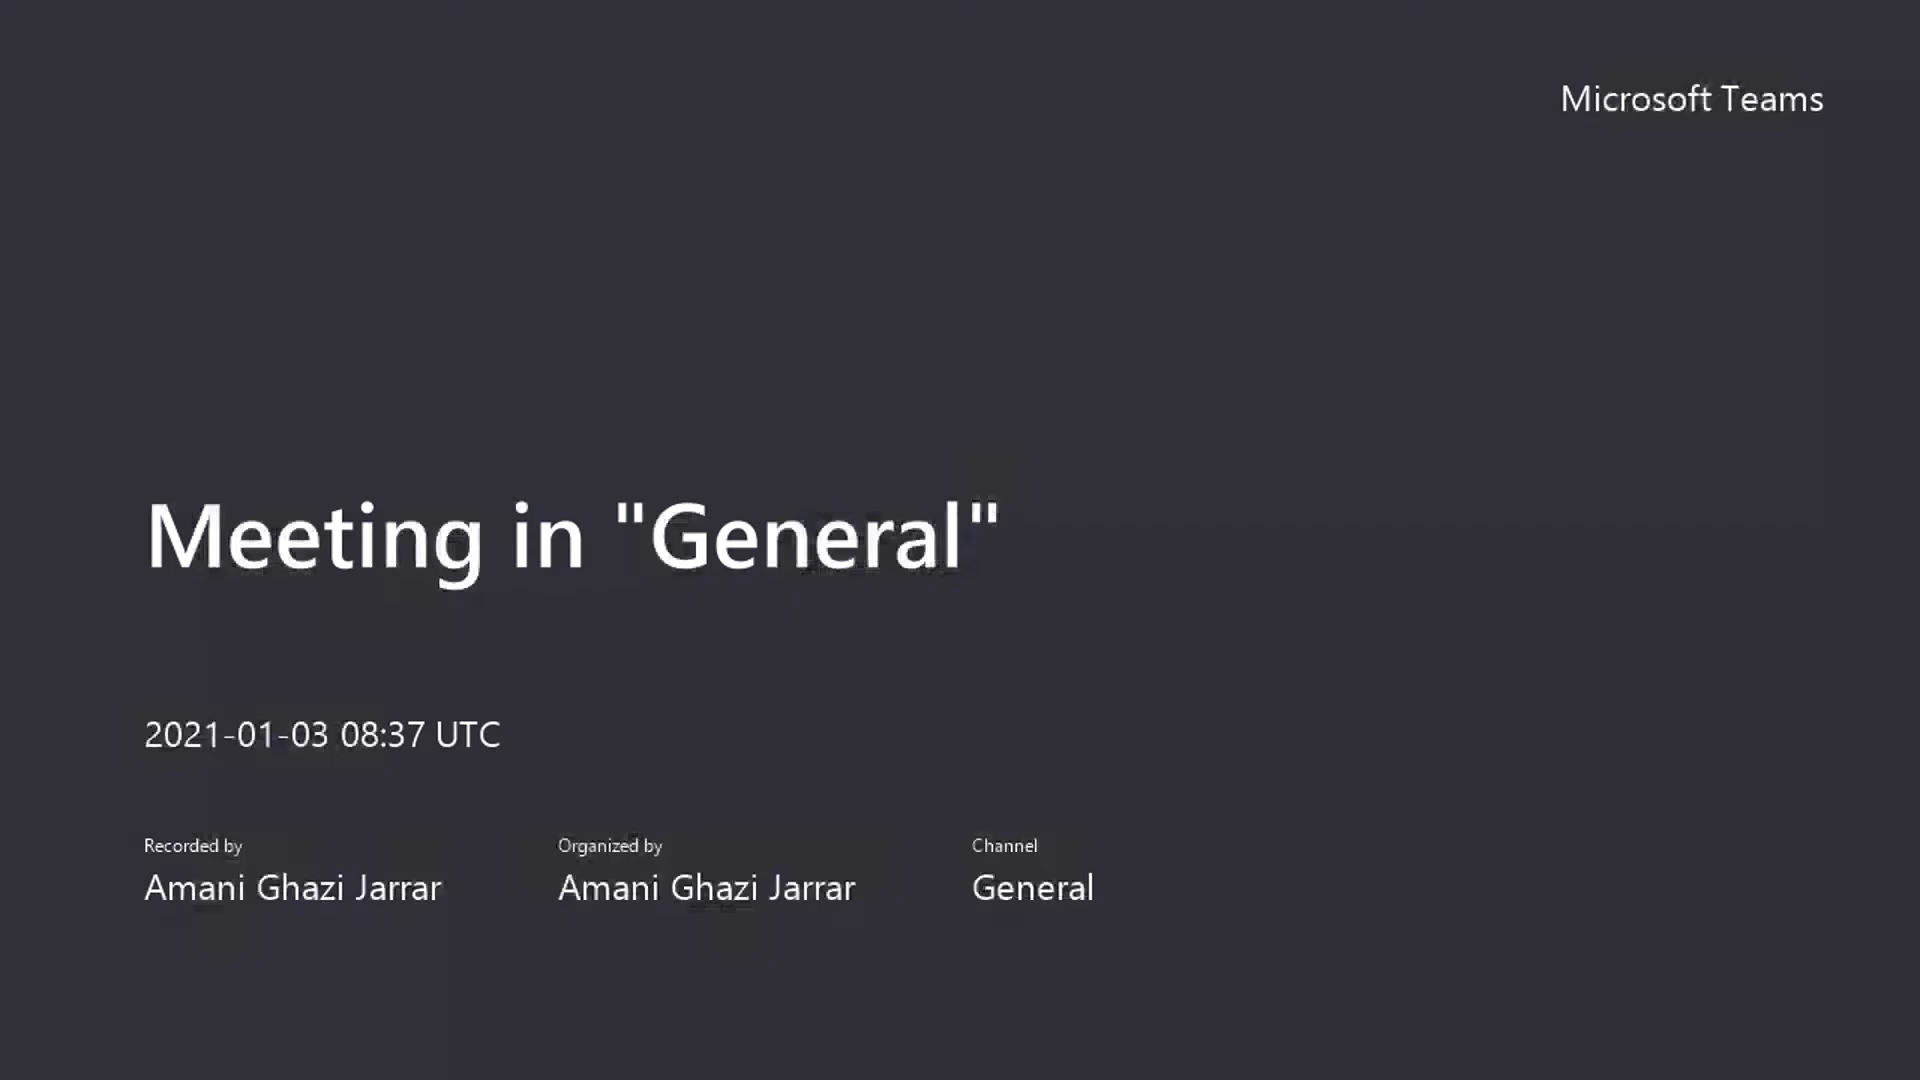 Microsoft Teams
Meeting in "General"
2021-01-03 08:37 UTC
Recorded by
Amani Ghazi Jarrar
Organized by
Amani Ghazi Jarrar
Channel
General